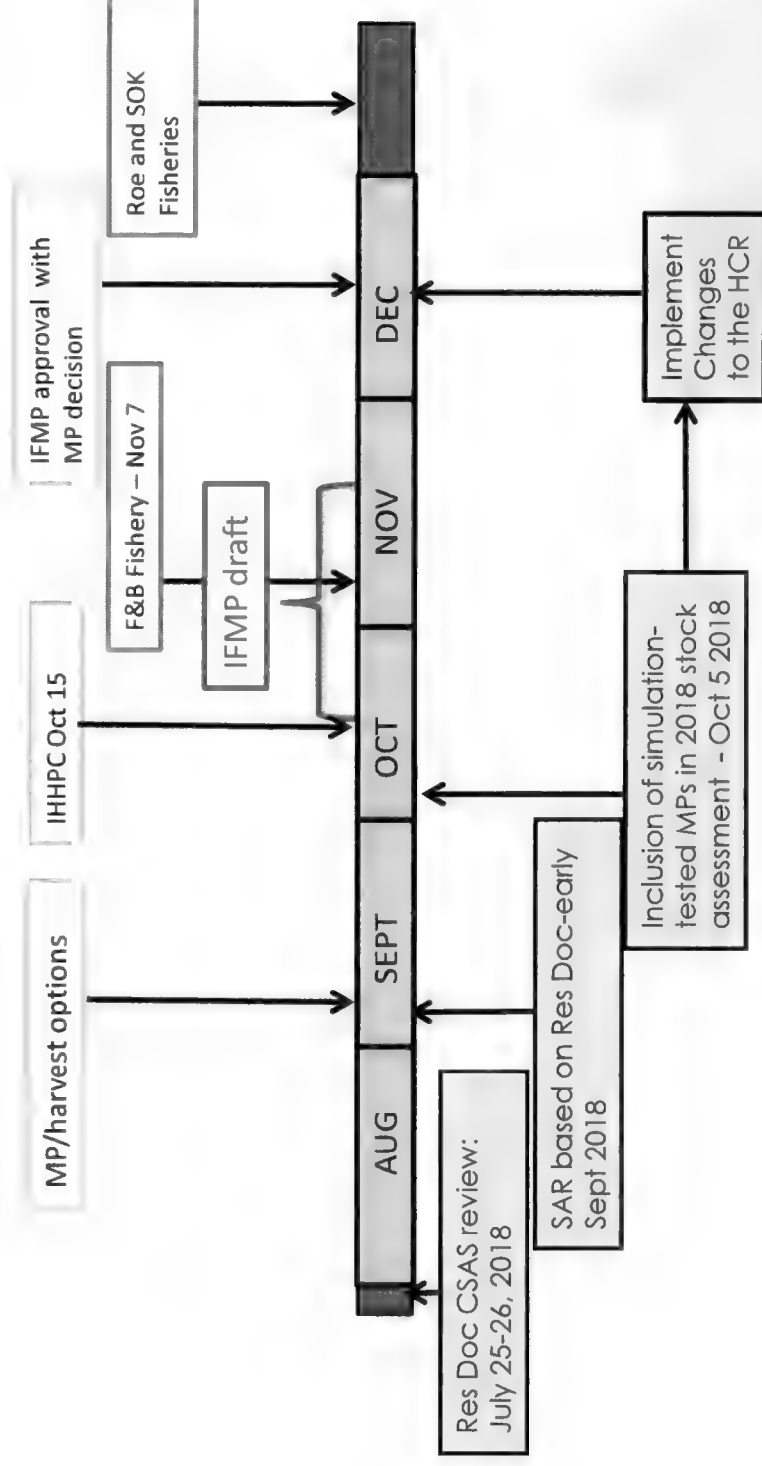 MP/harvest options
IHHPC Oct 15
IFMP approval with
MP decision
F&B Fishery – Nov 7
IFMP draft
Roe and SOK
Fisheries
AUG
SEPT
OCT
NOV
DEC
Res Doc CSAS review:
July 25-26, 2018
SAR based on Res Doc-early
Sept 2018
Inclusion of simulation-
tested MPs in 2018 stock
assessment - Oct 5 2018
Implement
Changes
to the HCR